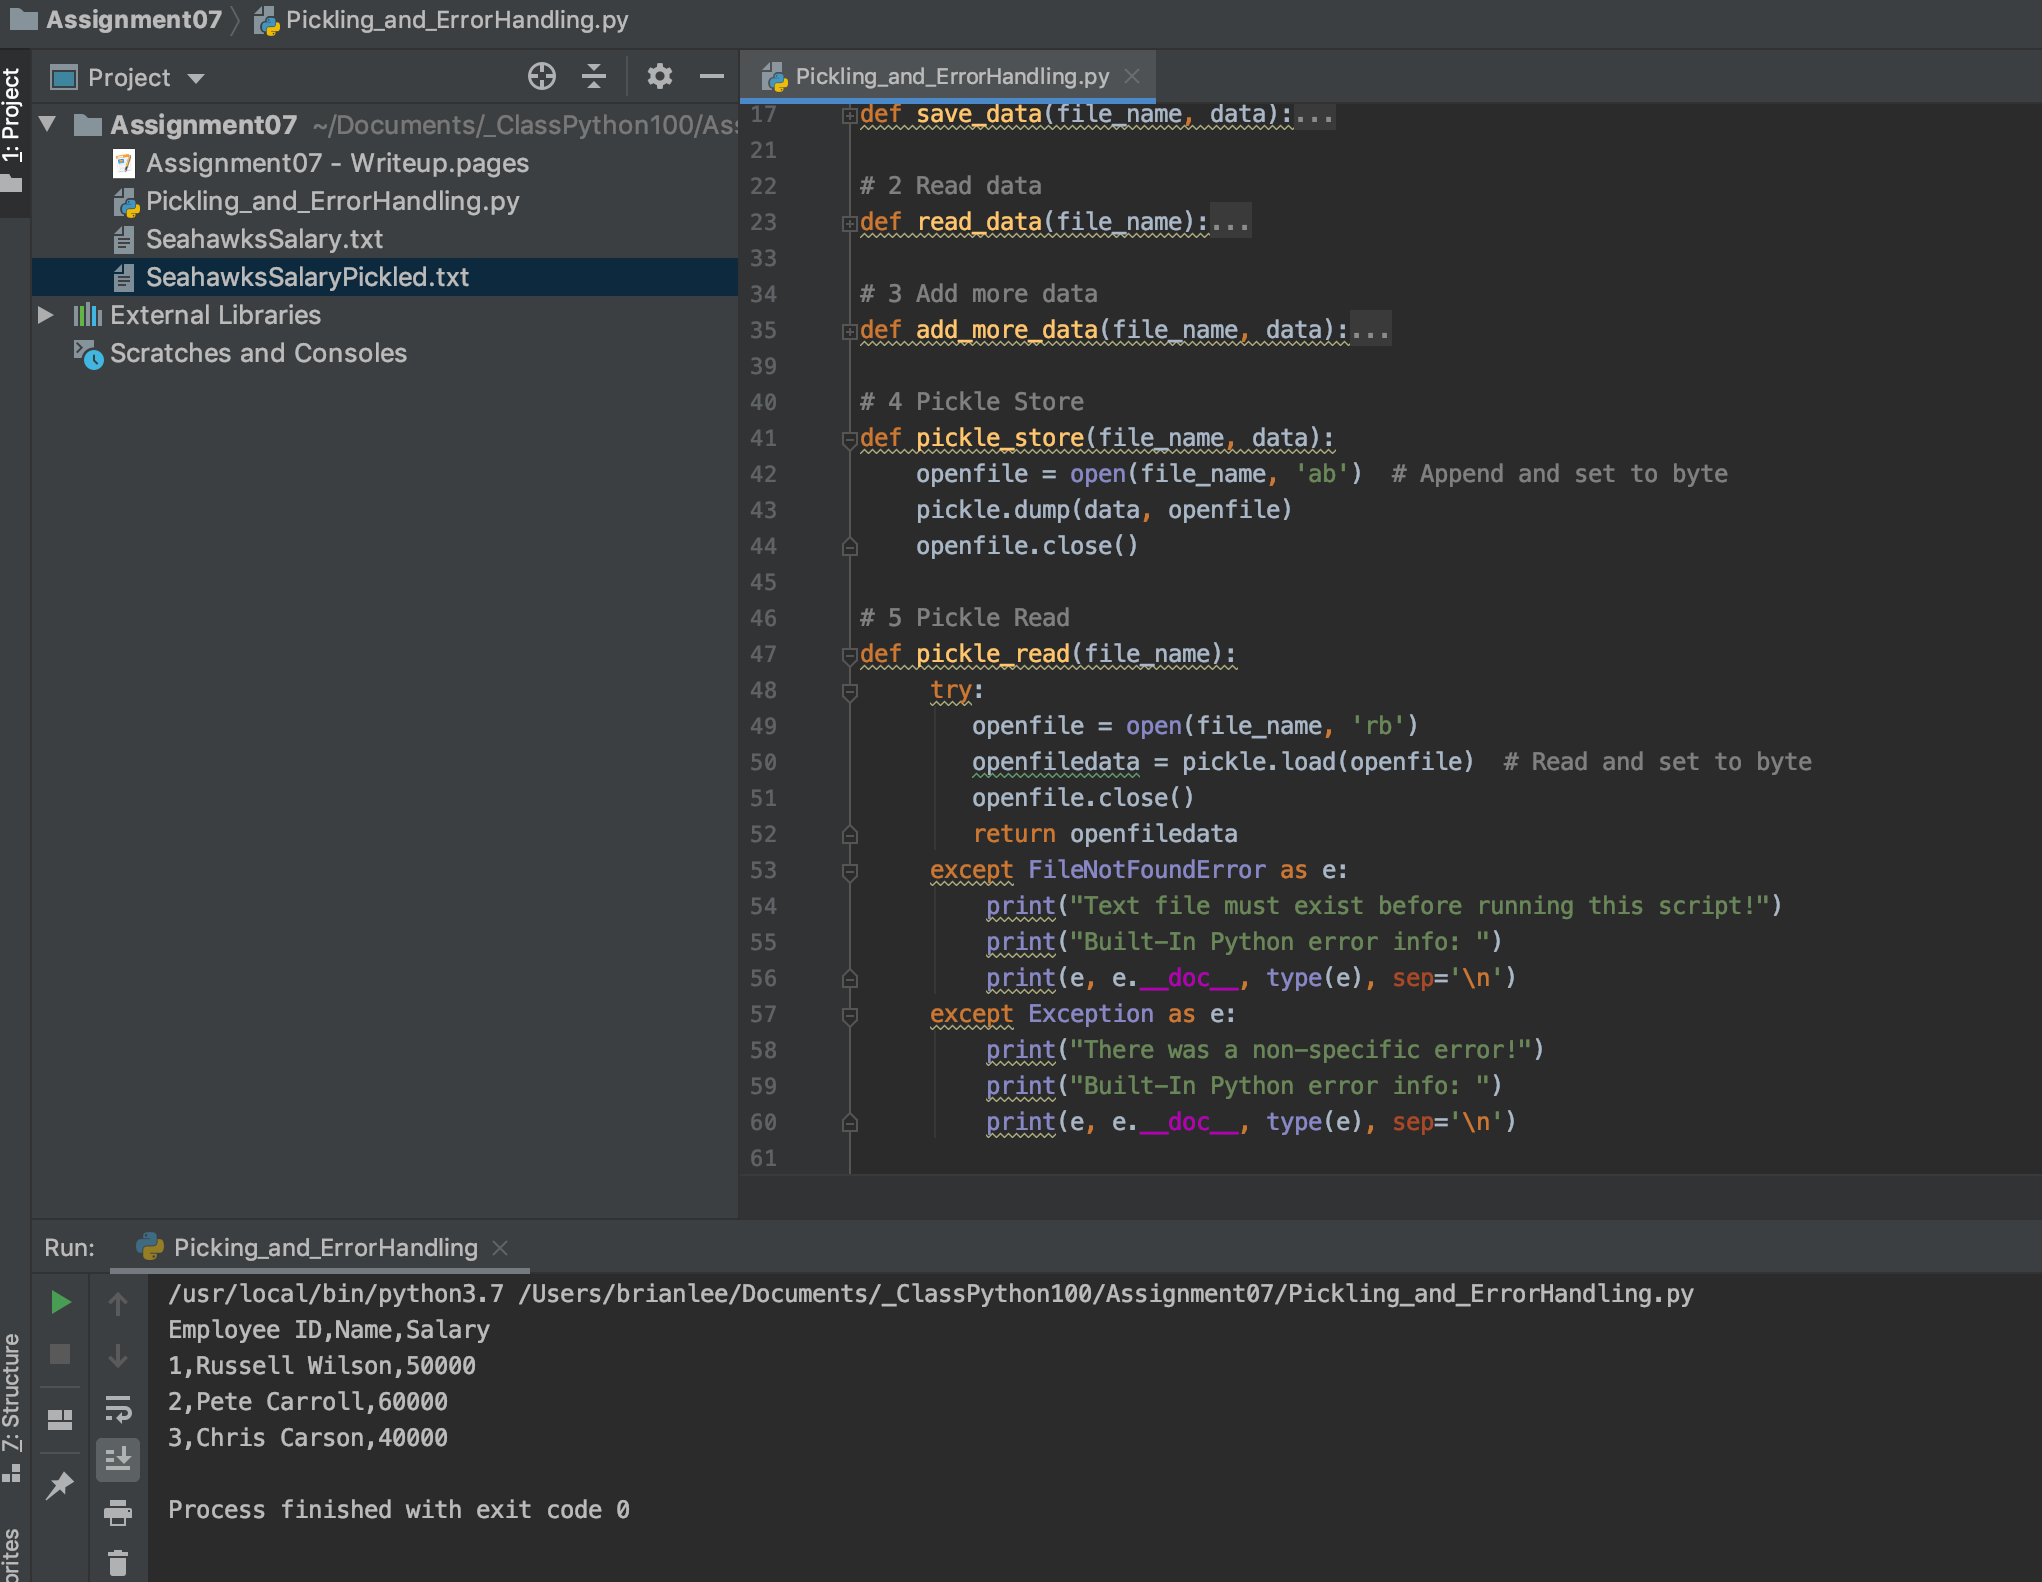 Assignment07 Pickling_and_ErrorHandling.py
1: Project
Project
Pickling_and_ErrorHandling.py
Assignment07 ~/Documents/_ClassPython100/Ass
Assignment07 - Writeup.pages
Pickling_and_ErrorHandling.py
SeahawksSalary.txt
SeahawksSalaryPickled.txt
External Libraries
Scratches and Consoles
17 def save_data(file_name, data):...
21
22 # 2 Read data
23 def read_data(file_name):...
33
34 # 3 Add more data
35 def add_more_data(file_name, data):...
39
40 # 4 Pickle Store
41 def pickle_store(file_name, data):
42     openfile = open(file_name, 'ab')  # Append and set to byte
43     pickle.dump(data, openfile)
44     openfile.close()
45
46 # 5 Pickle Read
47 def pickle_read(file_name):
48      try:
49         openfile = open(file_name, 'rb')
50         openfiledata = pickle.load(openfile)  # Read and set to byte
51         openfile.close()
52         return openfiledata
53      except FileNotFoundError as e:
54          print("Text file must exist before running this script!")
55          print("Built-In Python error info: ")
56          print(e, e.__doc__, type(e), sep='\n')
57      except Exception as e:
58          print("There was a non-specific error!")
59          print("Built-In Python error info: ")
60          print(e, e.__doc__, type(e), sep='\n')
61
Run: Picking_and_ErrorHandling
/usr/local/bin/python3.7 /Users/brianlee/Documents/_ClassPython100/Assignment07/Pickling_and_ErrorHandling.py
Employee ID,Name,Salary
1,Russell Wilson,50000
2,Pete Carroll,60000
3,Chris Carson,40000
Process finished with exit code 0
7: Structure
orites